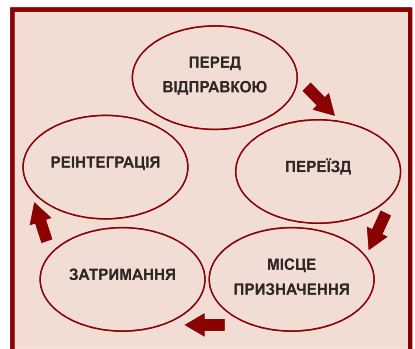 ПЕРЕД
ВІДПРАВКОЮ
ПЕРЕЇЗД
МІСЦЕ
ПРИЗНАЧЕННЯ
ЗАТРИМАННЯ
РЕІНТЕГРАЦІЯ